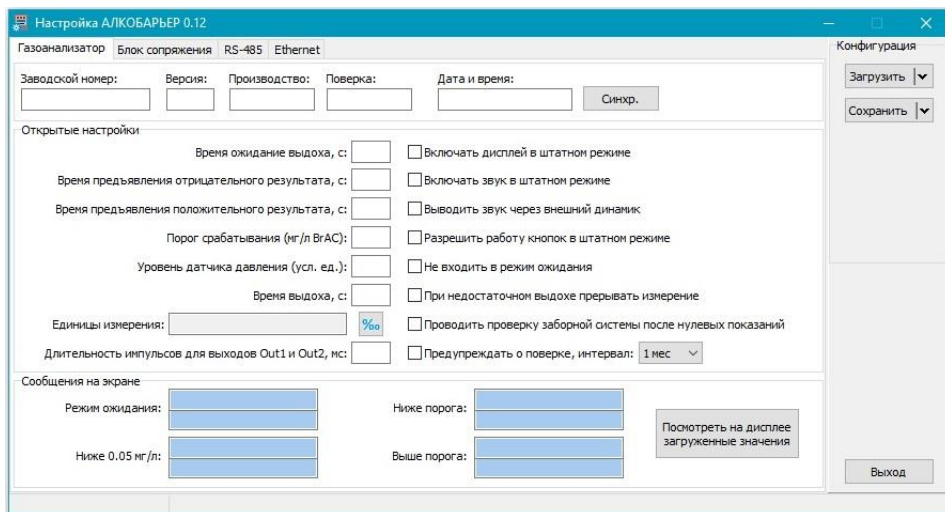 Настройка АЛКОБАРЬЕР 0.12
Газоанализатор Блок сопряжения RS-485 Ethernet
Заводской номер: Версия: Производство: Поверка: Дата и время:
Синхр.
Открытые настройки
Время ожидание выдоха, с:
Включать дисплей в штатном режиме
Время предъявления отрицательного результата, с:
Включать звук в штатном режиме
Время предъявления положительного результата, с:
Выводить звук через внешний динамик
Порог срабатывания (мг/л BrAC):
Разрешить работу кнопок в штатном режиме
Уровень датчика давления (усл. ед.):
Не входить в режим ожидания
Время выдоха, с:
При недостаточном выдохе прерывать измерение
Единицы измерения:
‰
Проводить проверку заборной системы после нулевых показаний
Длительность импульсов для выходов Out1 и Out2, мс:
Предупреждать о поверке, интервал: 1 мес
Сообщения на экране
Режим ожидания:
Ниже порога:
Ниже 0.05 мг/л:
Выше порога:
Посмотреть на дисплее
загруженные значения
Конфигурация
Загрузить
Сохранить
Выход